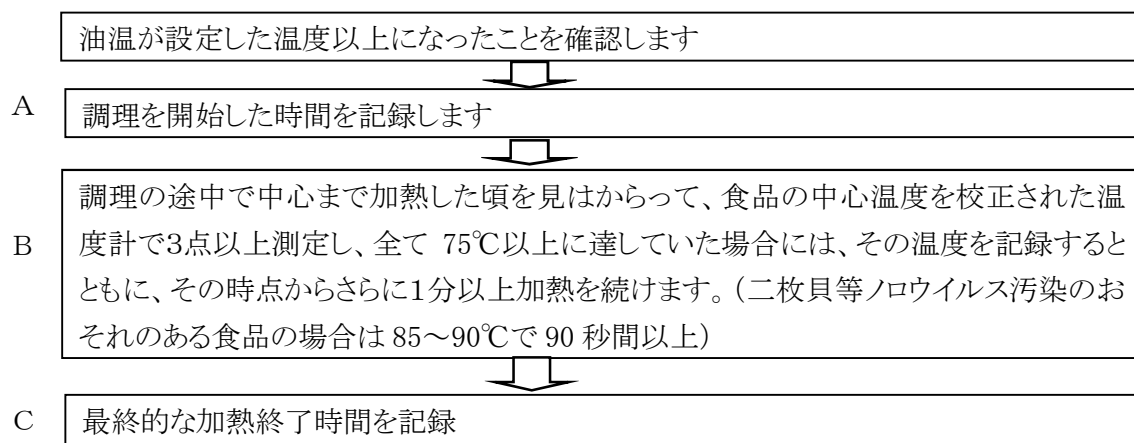 油温が設定した温度以上になったことを確認します
A
調理を開始した時間を記録します
B
調理の途中で中心まで加熱した頃を見はからって、食品の中心温度を校正された温
度計で3点以上測定し、全て 75℃以上に達していた場合には、その温度を記録すると
ともに、その時点からさらに1分以上加熱を続けます。(二枚貝等ノロウイルス汚染のお
それのある食品の場合は 85～90℃で 90 秒間以上)
C
最終的な加熱終了時間を記録